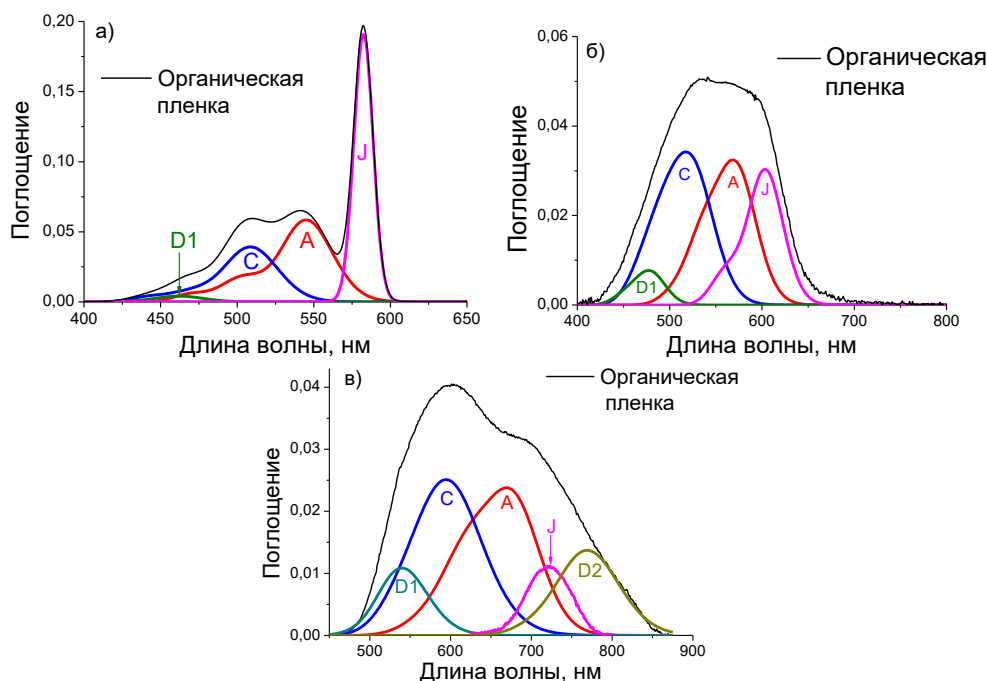 а)
Органическая
пленка
Поглощение
0,20
0,15
0,10
0,05
0,00
D1
C
A
J
400
450
500
550
600
650
Длина волны, нм
б)
Органическая
пленка
Поглощение
0,06
0,04
0,02
0,00
D1
C
A
J
400
500
600
700
800
Длина волны, нм
в)
Органическая
пленка
Поглощение
0,04
0,03
0,02
0,01
0,00
D1
C
A
J
D2
500
600
700
800
900
Длина волны, нм